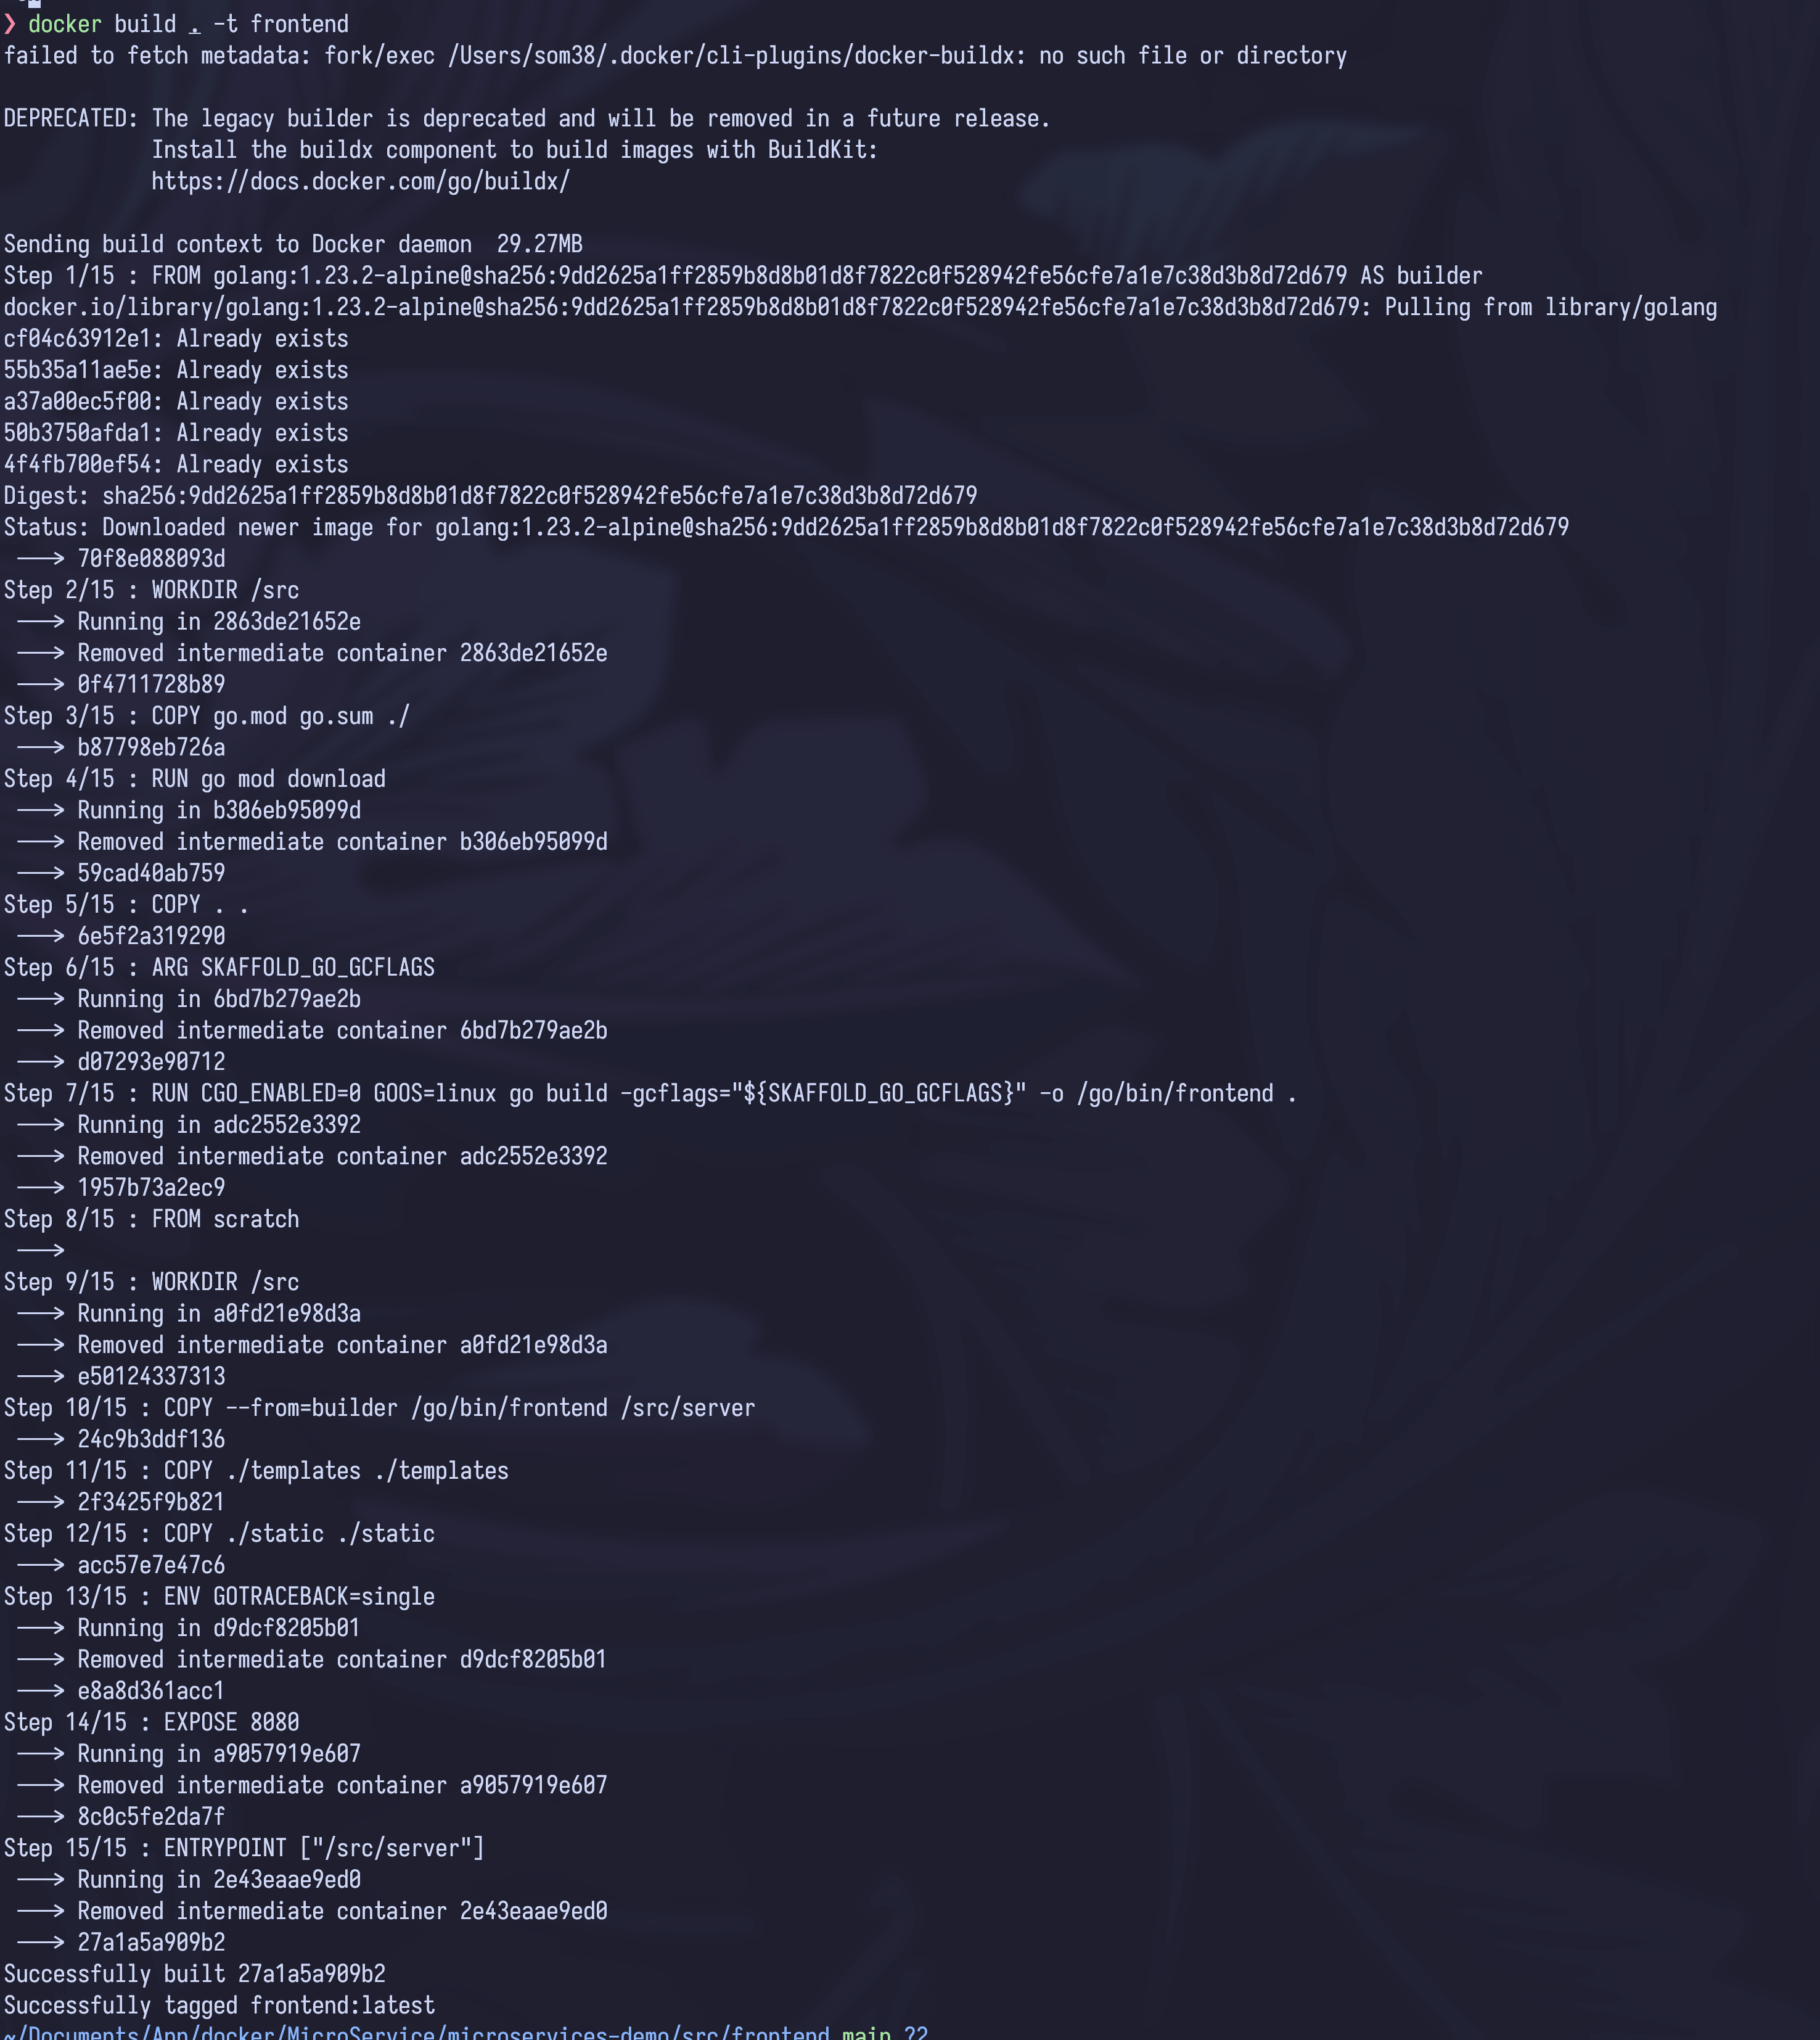 ❯ docker build . -t frontend
failed to fetch metadata: fork/exec /Users/som38/.docker/cli-plugins/docker-buildx: no such file or directory
DEPRECATED: The legacy builder is deprecated and will be removed in a future release.
Install the buildx component to build images with BuildKit:
https://docs.docker.com/go/buildx/
Sending build context to Docker daemon  29.27MB
Step 1/15 : FROM golang:1.23.2-alpine@sha256:9dd2625a1ff2859b8d8b01d8f7822c0f528942fe56cfe7a1e7c38d3b8d72d679 AS builder
docker.io/library/golang:1.23.2-alpine@sha256:9dd2625a1ff2859b8d8b01d8f7822c0f528942fe56cfe7a1e7c38d3b8d72d679: Pulling from library/golang
cf04c63912e1: Already exists
55b35a11ae5e: Already exists
a37a00ec5f00: Already exists
50b3750afda1: Already exists
4f4fb700ef54: Already exists
Digest: sha256:9dd2625a1ff2859b8d8b01d8f7822c0f528942fe56cfe7a1e7c38d3b8d72d679
Status: Downloaded newer image for golang:1.23.2-alpine@sha256:9dd2625a1ff2859b8d8b01d8f7822c0f528942fe56cfe7a1e7c38d3b8d72d679
---> 70f8e088093d
Step 2/15 : WORKDIR /src
---> Running in 2863de21652e
---> Removed intermediate container 2863de21652e
---> 0f4711728b89
Step 3/15 : COPY go.mod go.sum ./
---> b87798eb726a
Step 4/15 : RUN go mod download
---> Running in b306eb95099d
---> Removed intermediate container b306eb95099d
---> 59cad40ab759
Step 5/15 : COPY . .
---> 6e5f2a319290
Step 6/15 : ARG SKAFFOLD_GO_GCFLAGS
---> Running in 6bd7b279ae2b
---> Removed intermediate container 6bd7b279ae2b
---> d07293e90712
Step 7/15 : RUN CGO_ENABLED=0 GOOS=linux go build -gcflags="${SKAFFOLD_GO_GCFLAGS}" -o /go/bin/frontend .
---> Running in adc2552e3392
---> Removed intermediate container adc2552e3392
---> 1957b73a2ec9
Step 8/15 : FROM scratch
--->
Step 9/15 : WORKDIR /src
---> Running in a0fd21e98d3a
---> Removed intermediate container a0fd21e98d3a
---> e50124337313
Step 10/15 : COPY --from=builder /go/bin/frontend /src/server
---> 24c9b3ddf136
Step 11/15 : COPY ./templates ./templates
---> 2f3425f9b821
Step 12/15 : COPY ./static ./static
---> acc57e7e47c6
Step 13/15 : ENV GOTRACEBACK=single
---> Running in d9dcf8205b01
---> Removed intermediate container d9dcf8205b01
---> e8a8d361acc1
Step 14/15 : EXPOSE 8080
---> Running in a9057919e607
---> Removed intermediate container a9057919e607
---> 8c0c5fe2da7f
Step 15/15 : ENTRYPOINT ["/src/server"]
---> Running in 2e43eaae9ed0
---> Removed intermediate container 2e43eaae9ed0
---> 27a1a5a909b2
Successfully built 27a1a5a909b2
Successfully tagged frontend:latest
~/Documents/App/docker/MicroService/microservices-demo/src/frontend main ??